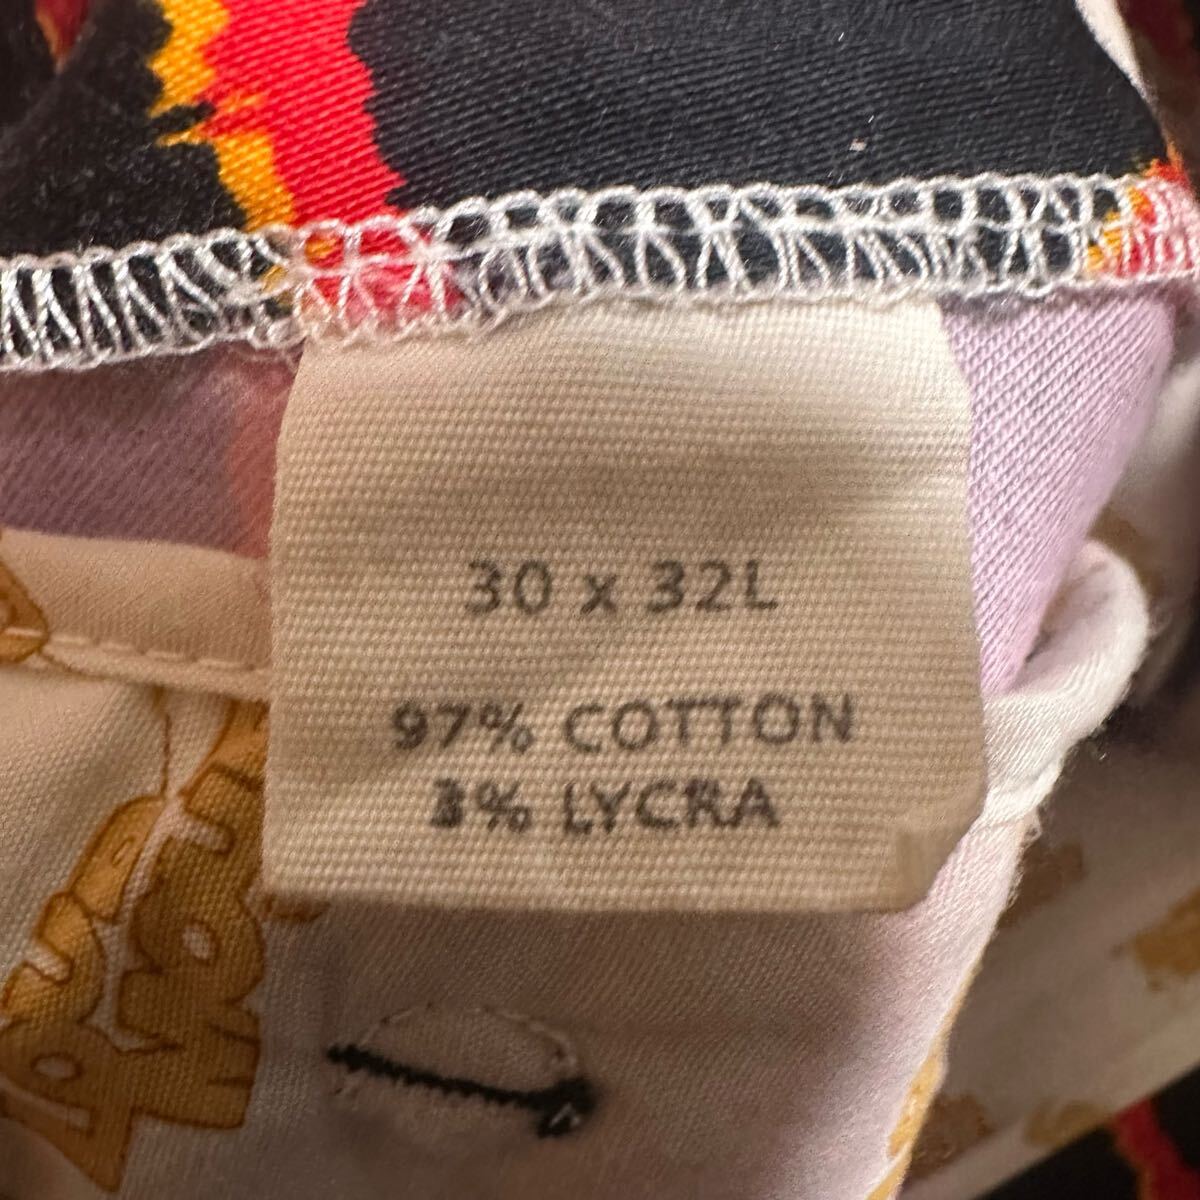 30 x 32L
97% COTTON
3% LYCRA